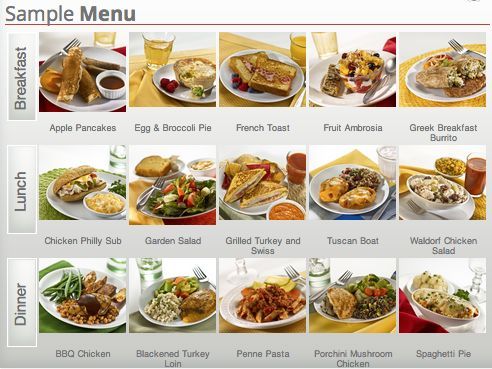 Sample Menu
Breakfast
Apple Pancakes
Egg & Broccoli Pie
French Toast
Fruit Ambrosia
Greek Breakfast
Burrito
Lunch
Chicken Philly Sub
Garden Salad
Grilled Turkey and
Swiss
Tuscan Boat
Waldorf Chicken
Salad
Dinner
BBQ Chicken
Blackened Turkey
Loin
Penne Pasta
Porchini Mushroom
Chicken
Spaghetti Pie